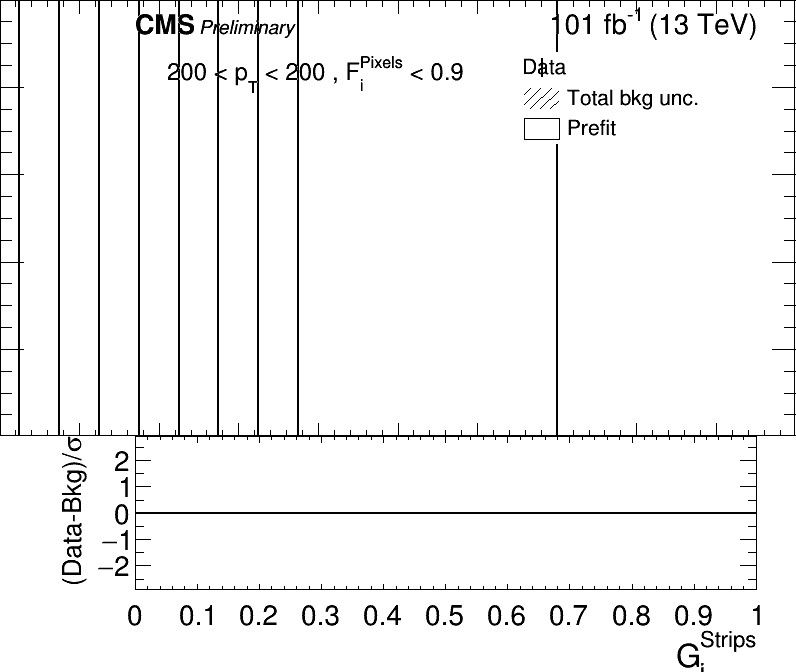 CMS Preliminary 101 fb-1 (13 TeV)
200 < pT < 200 , FiPixels < 0.9
Data
Total bkg unc.
Prefit
(Data-Bkg)/σ
2
1
0
−1
−2
0 0.1 0.2 0.3 0.4 0.5 0.6 0.7 0.8 0.9 1
GiStrips